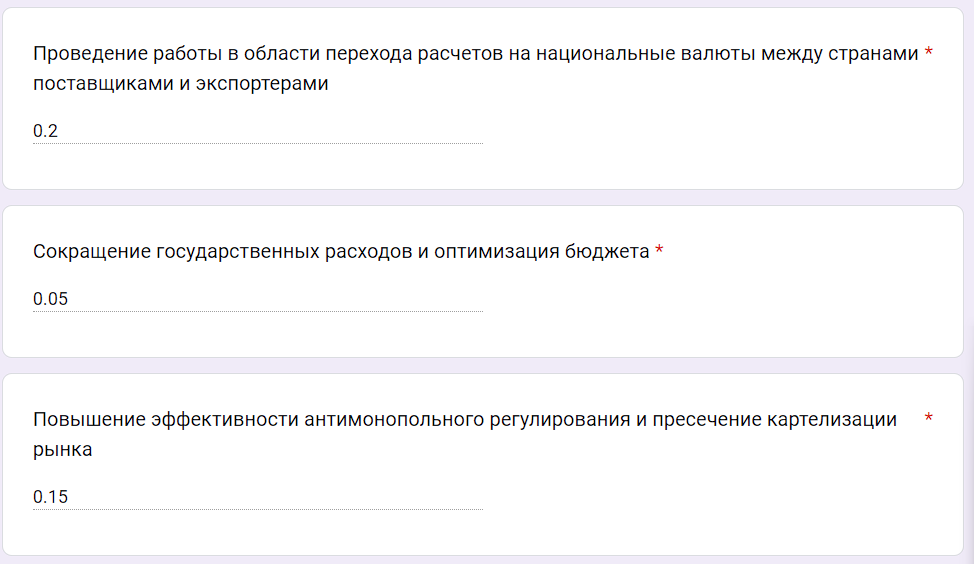 Проведение работы в области перехода расчетов на национальные валюты между странами *
поставщиками и экспортерами
0.2
Сокращение государственных расходов и оптимизация бюджета *
0.05
Повышение эффективности антимонопольного регулирования и пресечение картелизации *
рынка
0.15